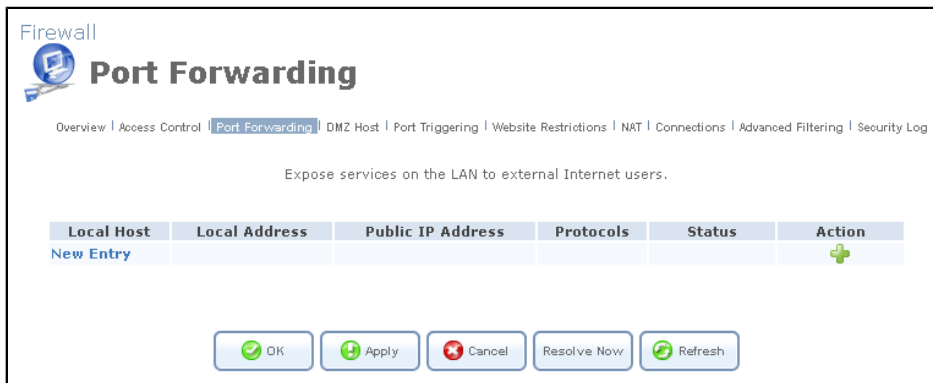 Firewall
Port Forwarding
Overview | Access Control | Port Forwarding | DMZ Host | Port Triggering | Website Restrictions | NAT | Connections | Advanced Filtering | Security Log
Expose services on the LAN to external Internet users.
Local Host Local Address Public IP Address Protocols Status Action
New Entry
OK Apply Cancel Resolve Now Refresh